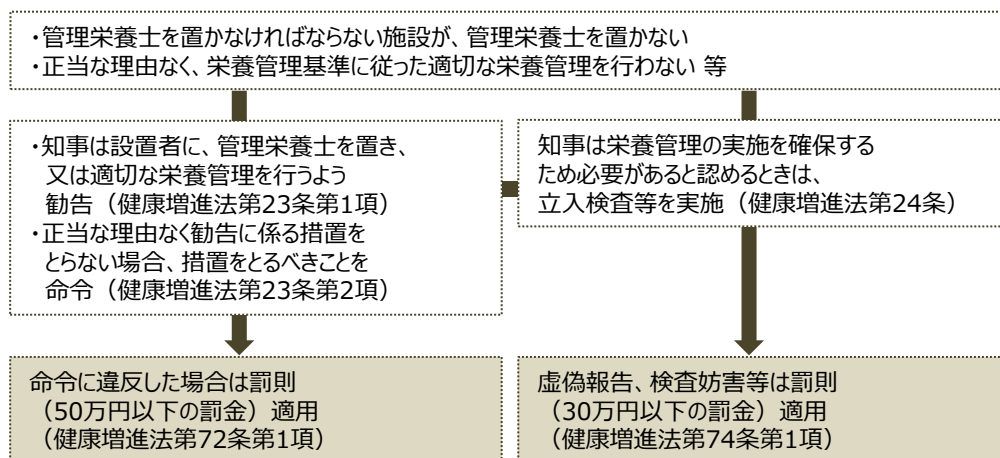 ・管理栄養士を置かなければならない施設が、管理栄養士を置かない
・正当な理由なく、栄養管理基準に従った適切な栄養管理を行わない 等
・知事は設置者に、管理栄養士を置き、
又は適切な栄養管理を行うよう
勧告（健康増進法第23条第1項）
・正当な理由なく勧告に係る措置を
とらない場合、措置をとるべきことを
命令（健康増進法第23条第2項）
知事は栄養管理の実施を確保する
ため必要があると認めるときは、
立入検査等を実施（健康増進法第24条）
命令に違反した場合は罰則
（50万円以下の罰金）適用
（健康増進法第72条第1項）
虚偽報告、検査妨害等は罰則
（30万円以下の罰金）適用
（健康増進法第74条第1項）